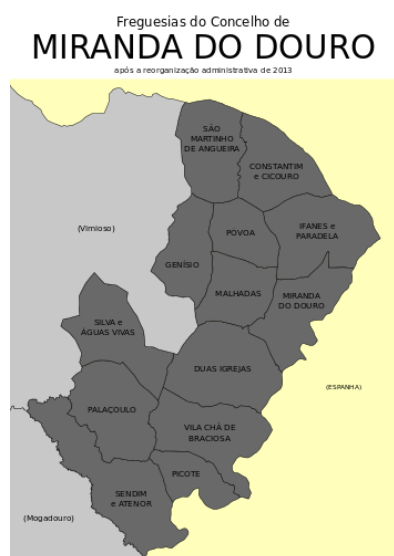 Freguesias do Concelho de
MIRANDA DO DOURO
após a reorganização administrativa de 2013
SÃO
MARTINHO
DE ANGUEIRA
CONSTANTIM
e CICOURO
(Vimioso)
POVOA
IFANES e
PARADELA
GENÍSIO
MALHADAS
MIRANDA
DO DOURO
SILVA e
ÁGUAS VIVAS
DUAS IGREJAS
(ESPANHA)
PALAÇOULO
VILA CHÃ DE
BRACIOSA
PICOTE
SENDIM
e ATENOR
(Mogadouro)